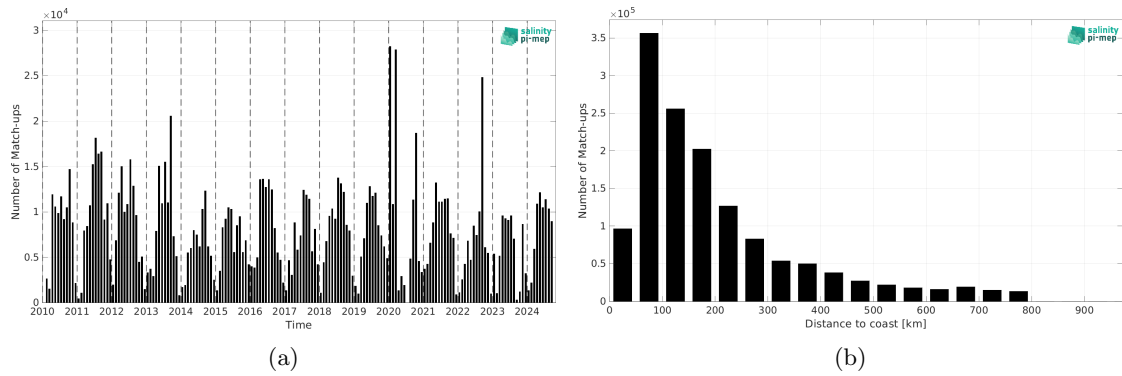 ×10⁴
3
2.5
2
1.5
1
0.5
0
Number of Match-ups
2010 2011 2012 2013 2014 2015 2016 2017 2018 2019 2020 2021 2022 2023 2024
Time
salinity
pi-mep
(a)
×10⁵
3.5
3
2.5
2
1.5
1
0.5
0
Number of Match-ups
0 100 200 300 400 500 600 700 800 900
Distance to coast [km]
salinity
pi-mep
(b)